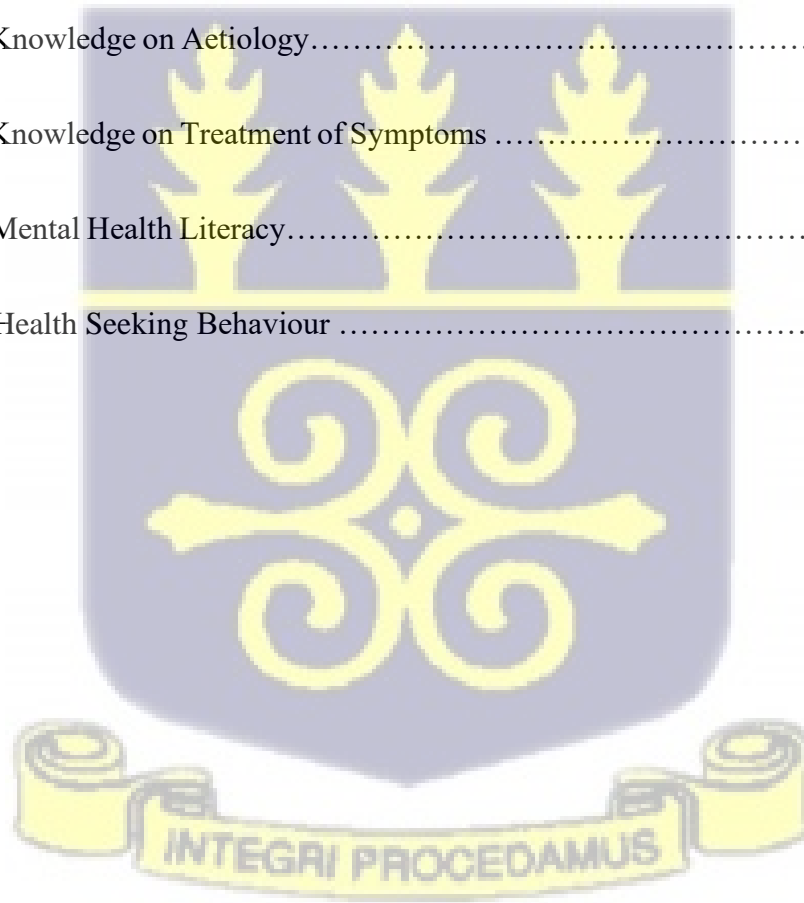 Knowledge on Aetiology……………………………………………
Knowledge on Treatment of Symptoms ……………………………
Mental Health Literacy………………………………………………
Health Seeking Behaviour ……………………………………………
INTEGRI PROCEDAMUS